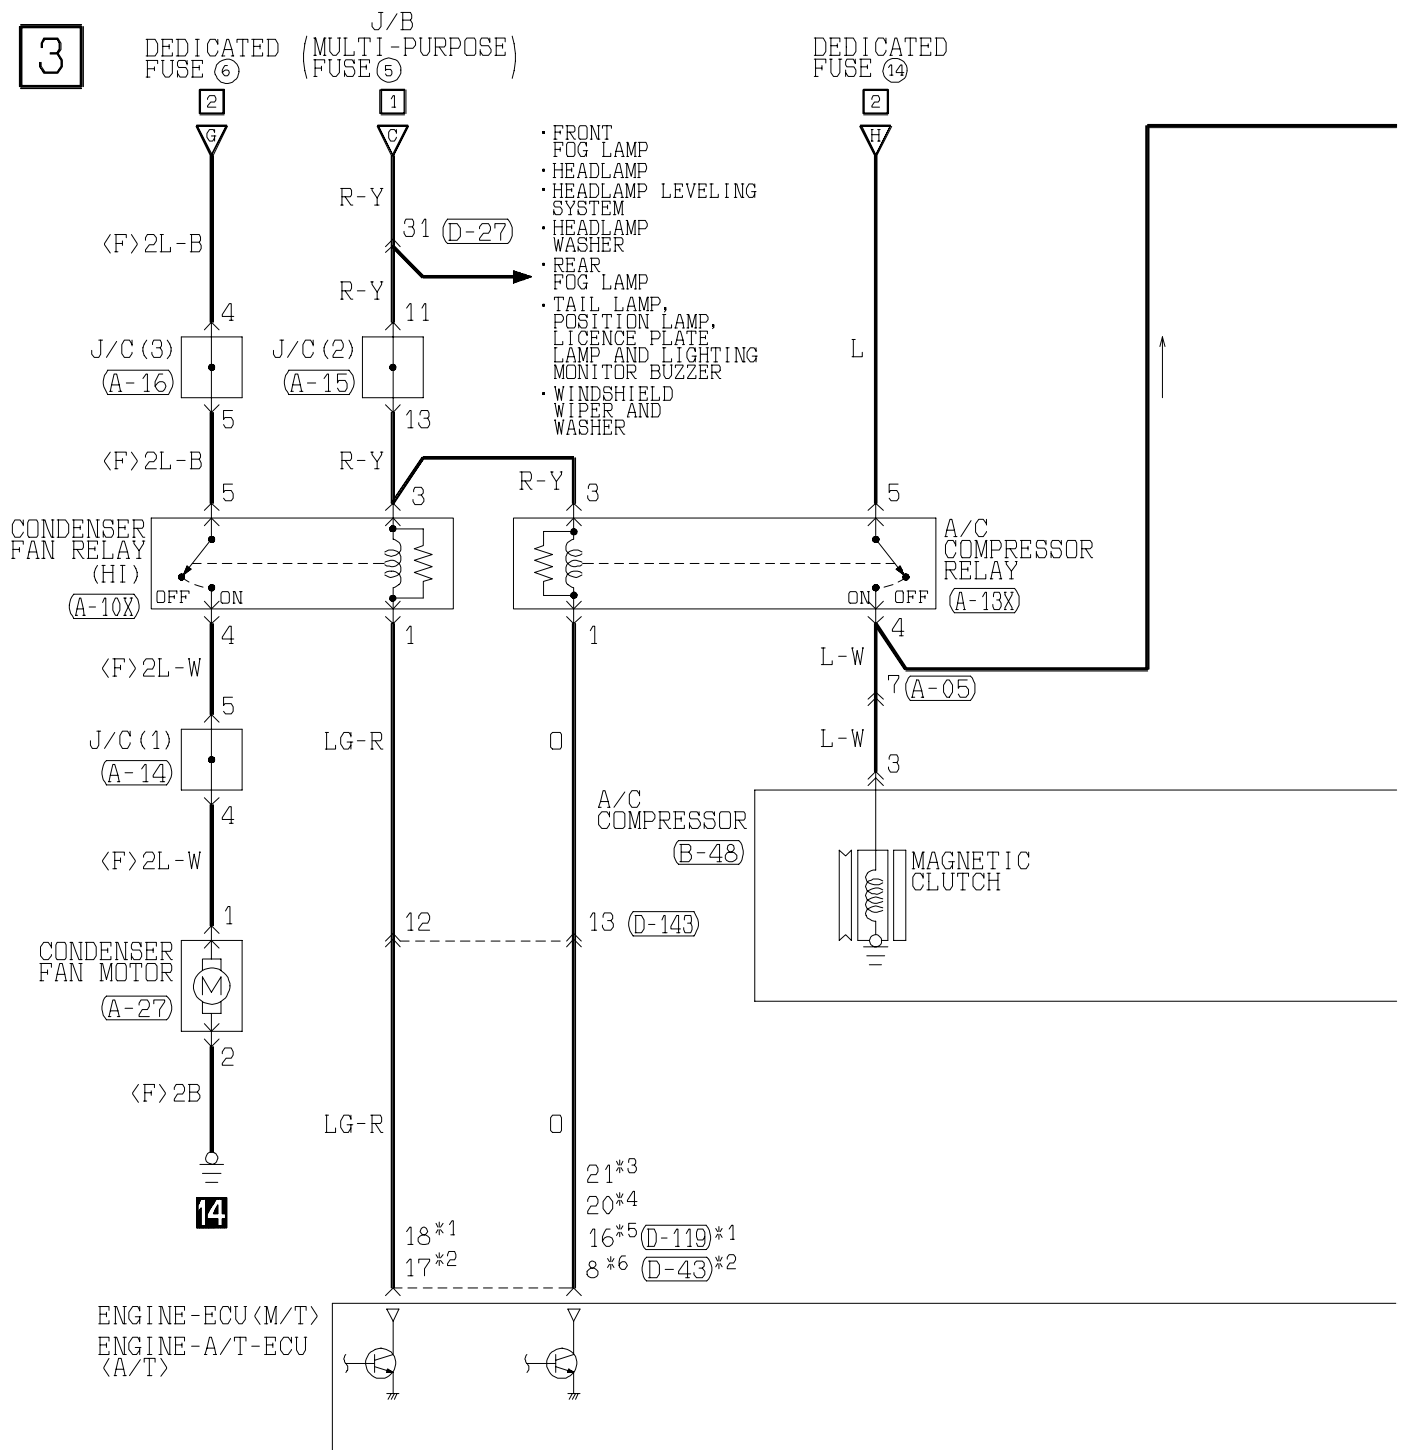 3
DEDICATED
FUSE 6
2
G
J/B
(MULTI-PURPOSE)
FUSE 5
1
C
DEDICATED
FUSE 14
2
H
· FRONT
FOG LAMP
· HEADLAMP
· HEADLAMP LEVELING
SYSTEM
· HEADLAMP
WASHER
· REAR
FOG LAMP
· TAIL LAMP,
POSITION LAMP,
LICENCE PLATE
LAMP AND LIGHTING
MONITOR BUZZER
· WINDSHIELD
WIPER AND
WASHER
R-Y
31 (D-27)
<F>2L-B
R-Y
4
11
J/C(3)
(A-16)
J/C(2)
(A-15)
L
5
13
<F>2L-B
R-Y
R-Y
5
3
3
5
CONDENSER
FAN RELAY
(HI)
(A-10X)
OFF
ON
A/C
COMPRESSOR
RELAY
(A-13X)
ON
OFF
4
1
1
4
<F>2L-W
L-W
7 (A-05)
5
J/C(1)
(A-14)
LG-R
O
L-W
3
4
A/C
COMPRESSOR
(B-48)
<F>2L-W
MAGNETIC
CLUTCH
1
12
13 (D-143)
CONDENSER
FAN MOTOR
(A-27)
M
2
<F>2B
LG-R
O
14
21*3
20*4
18*1
16*5 (D-119)*1
17*2
8*6 (D-43)*2
ENGINE-ECU<M/T>
ENGINE-A/T-ECU
<A/T>